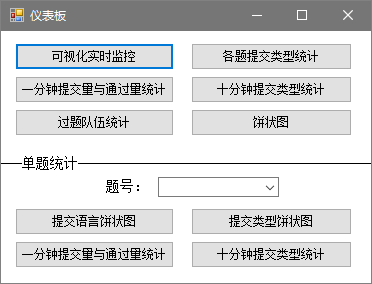 仪表板
可视化实时监控 各题提交类型统计
一分钟提交量与通过量统计 十分钟提交类型统计
过题队伍统计 饼状图
单题统计
题号：
提交语言饼状图 提交类型饼状图
一分钟提交量与通过量统计 十分钟提交类型统计